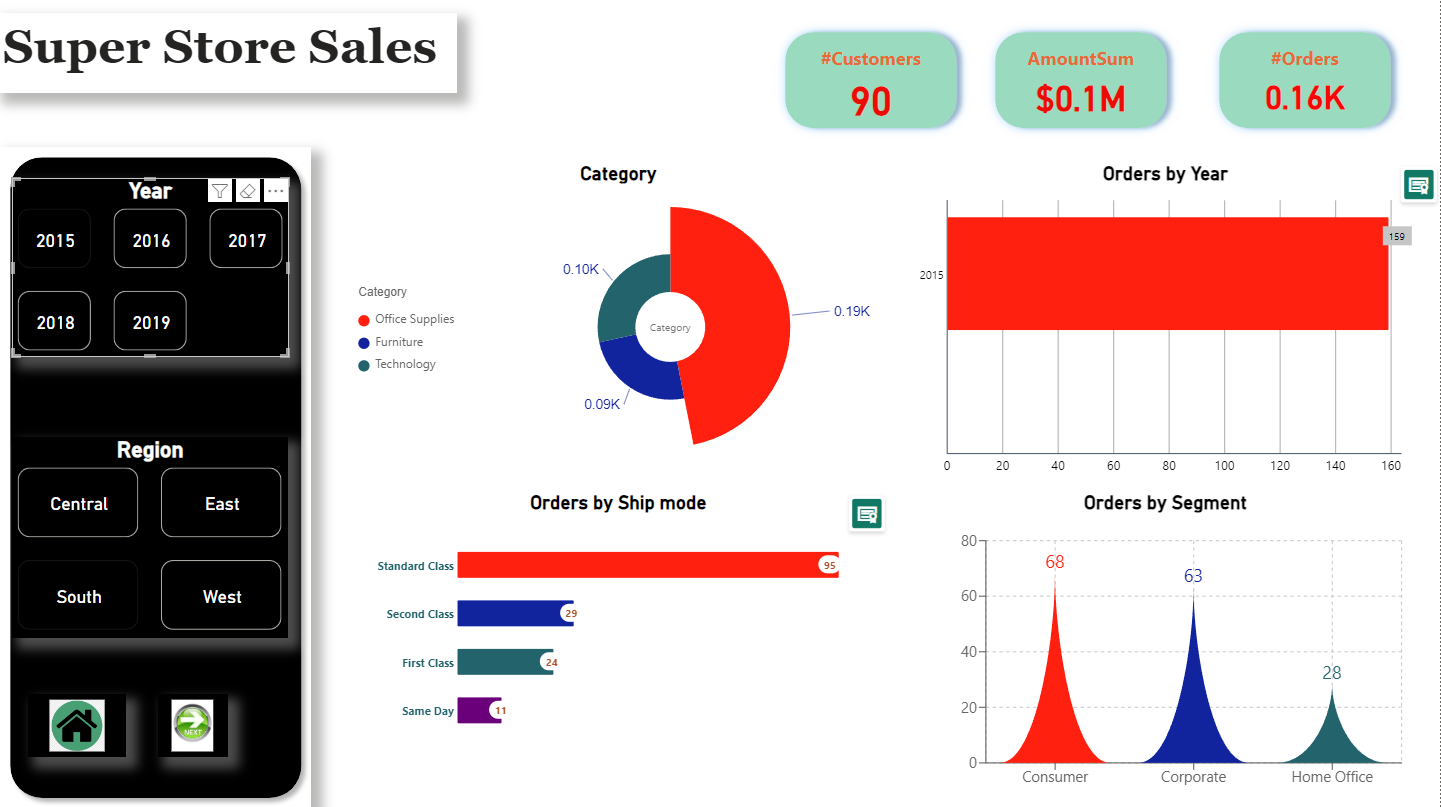 Super Store Sales
#Customers
90
AmountSum
$0.1M
#Orders
0.16K
Year
2015 2016 2017
2018 2019
Region
Central East
South West
NEXT
Category
Category
Office Supplies
Furniture
Technology
0.10K
0.19K
0.09K
Category
Orders by Year
2015
159
0 20 40 60 80 100 120 140 160
Orders by Ship mode
Standard Class 95
Second Class 29
First Class 24
Same Day 11
Orders by Segment
80
60
40
20
0
68
63
28
Consumer Corporate Home Office